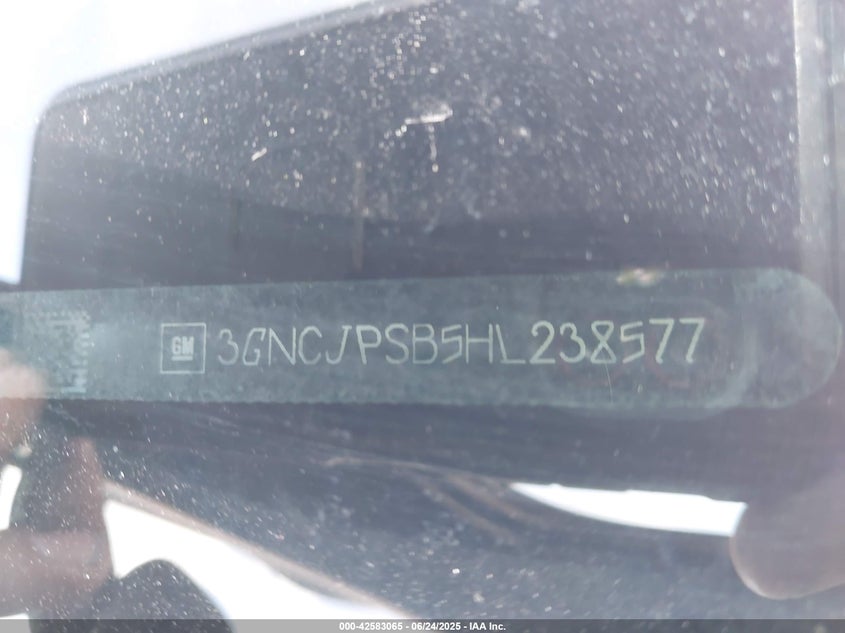 GM 3GNCJPSB5HL238577
000-42583065 - 06/24/2025 - IAA Inc.